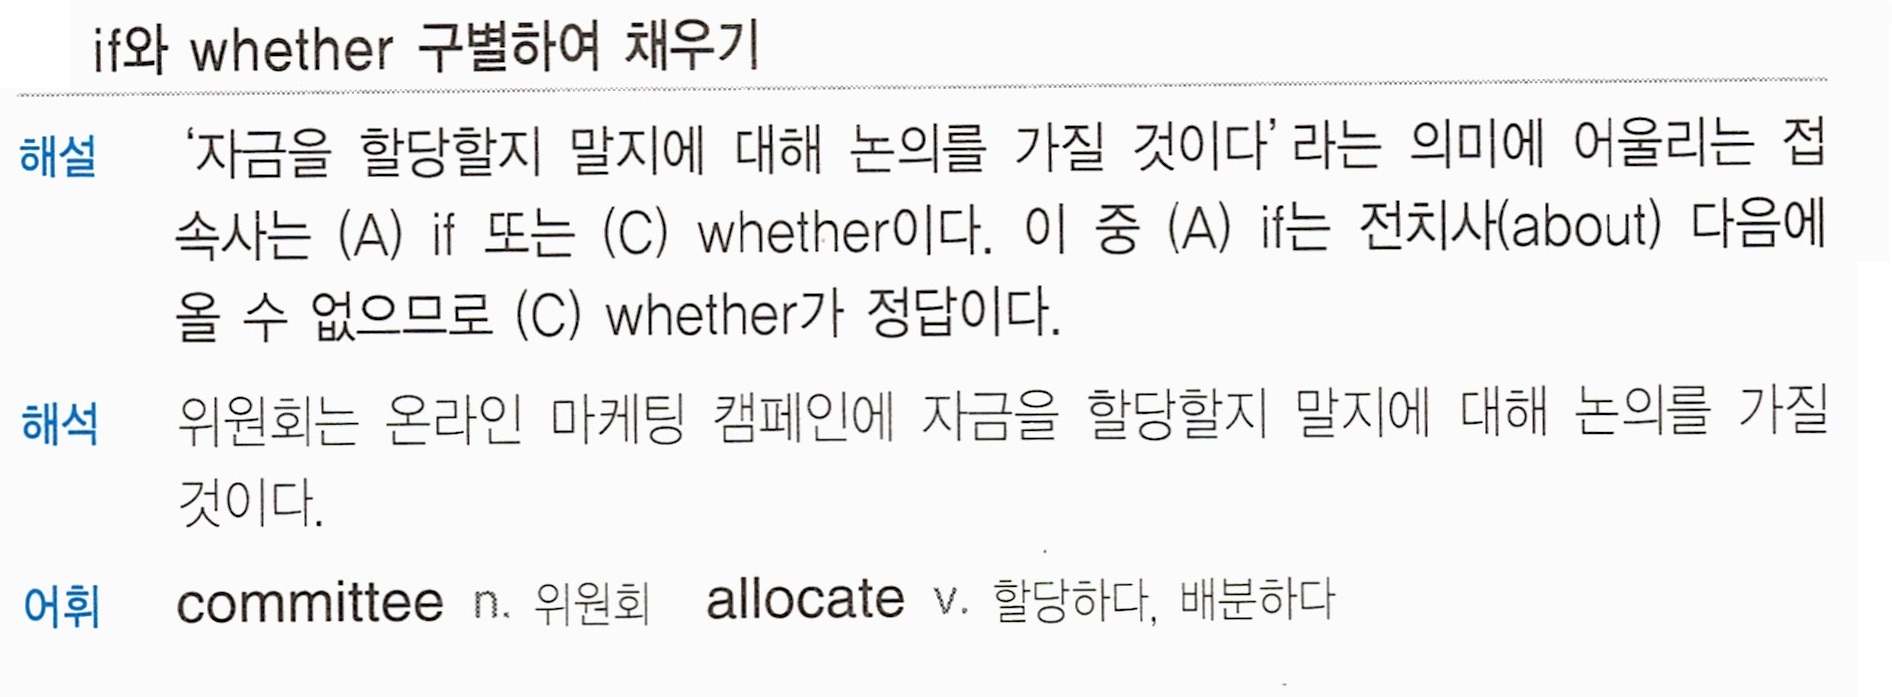 if와 whether 구별하여 채우기
해설 ‘자금을 할당할지 말지에 대해 논의를 가질 것이다’라는 의미에 어울리는 접
속사는 (A) if 또는 (C) whether이다. 이 중 (A) if는 전치사(about) 다음에
올 수 없으므로 (C) whether가 정답이다.
해석 위원회는 온라인 마케팅 캠페인에 자금을 할당할지 말지에 대해 논의를 가질
것이다.
어휘 committee n. 위원회 allocate v. 할당하다, 배분하다